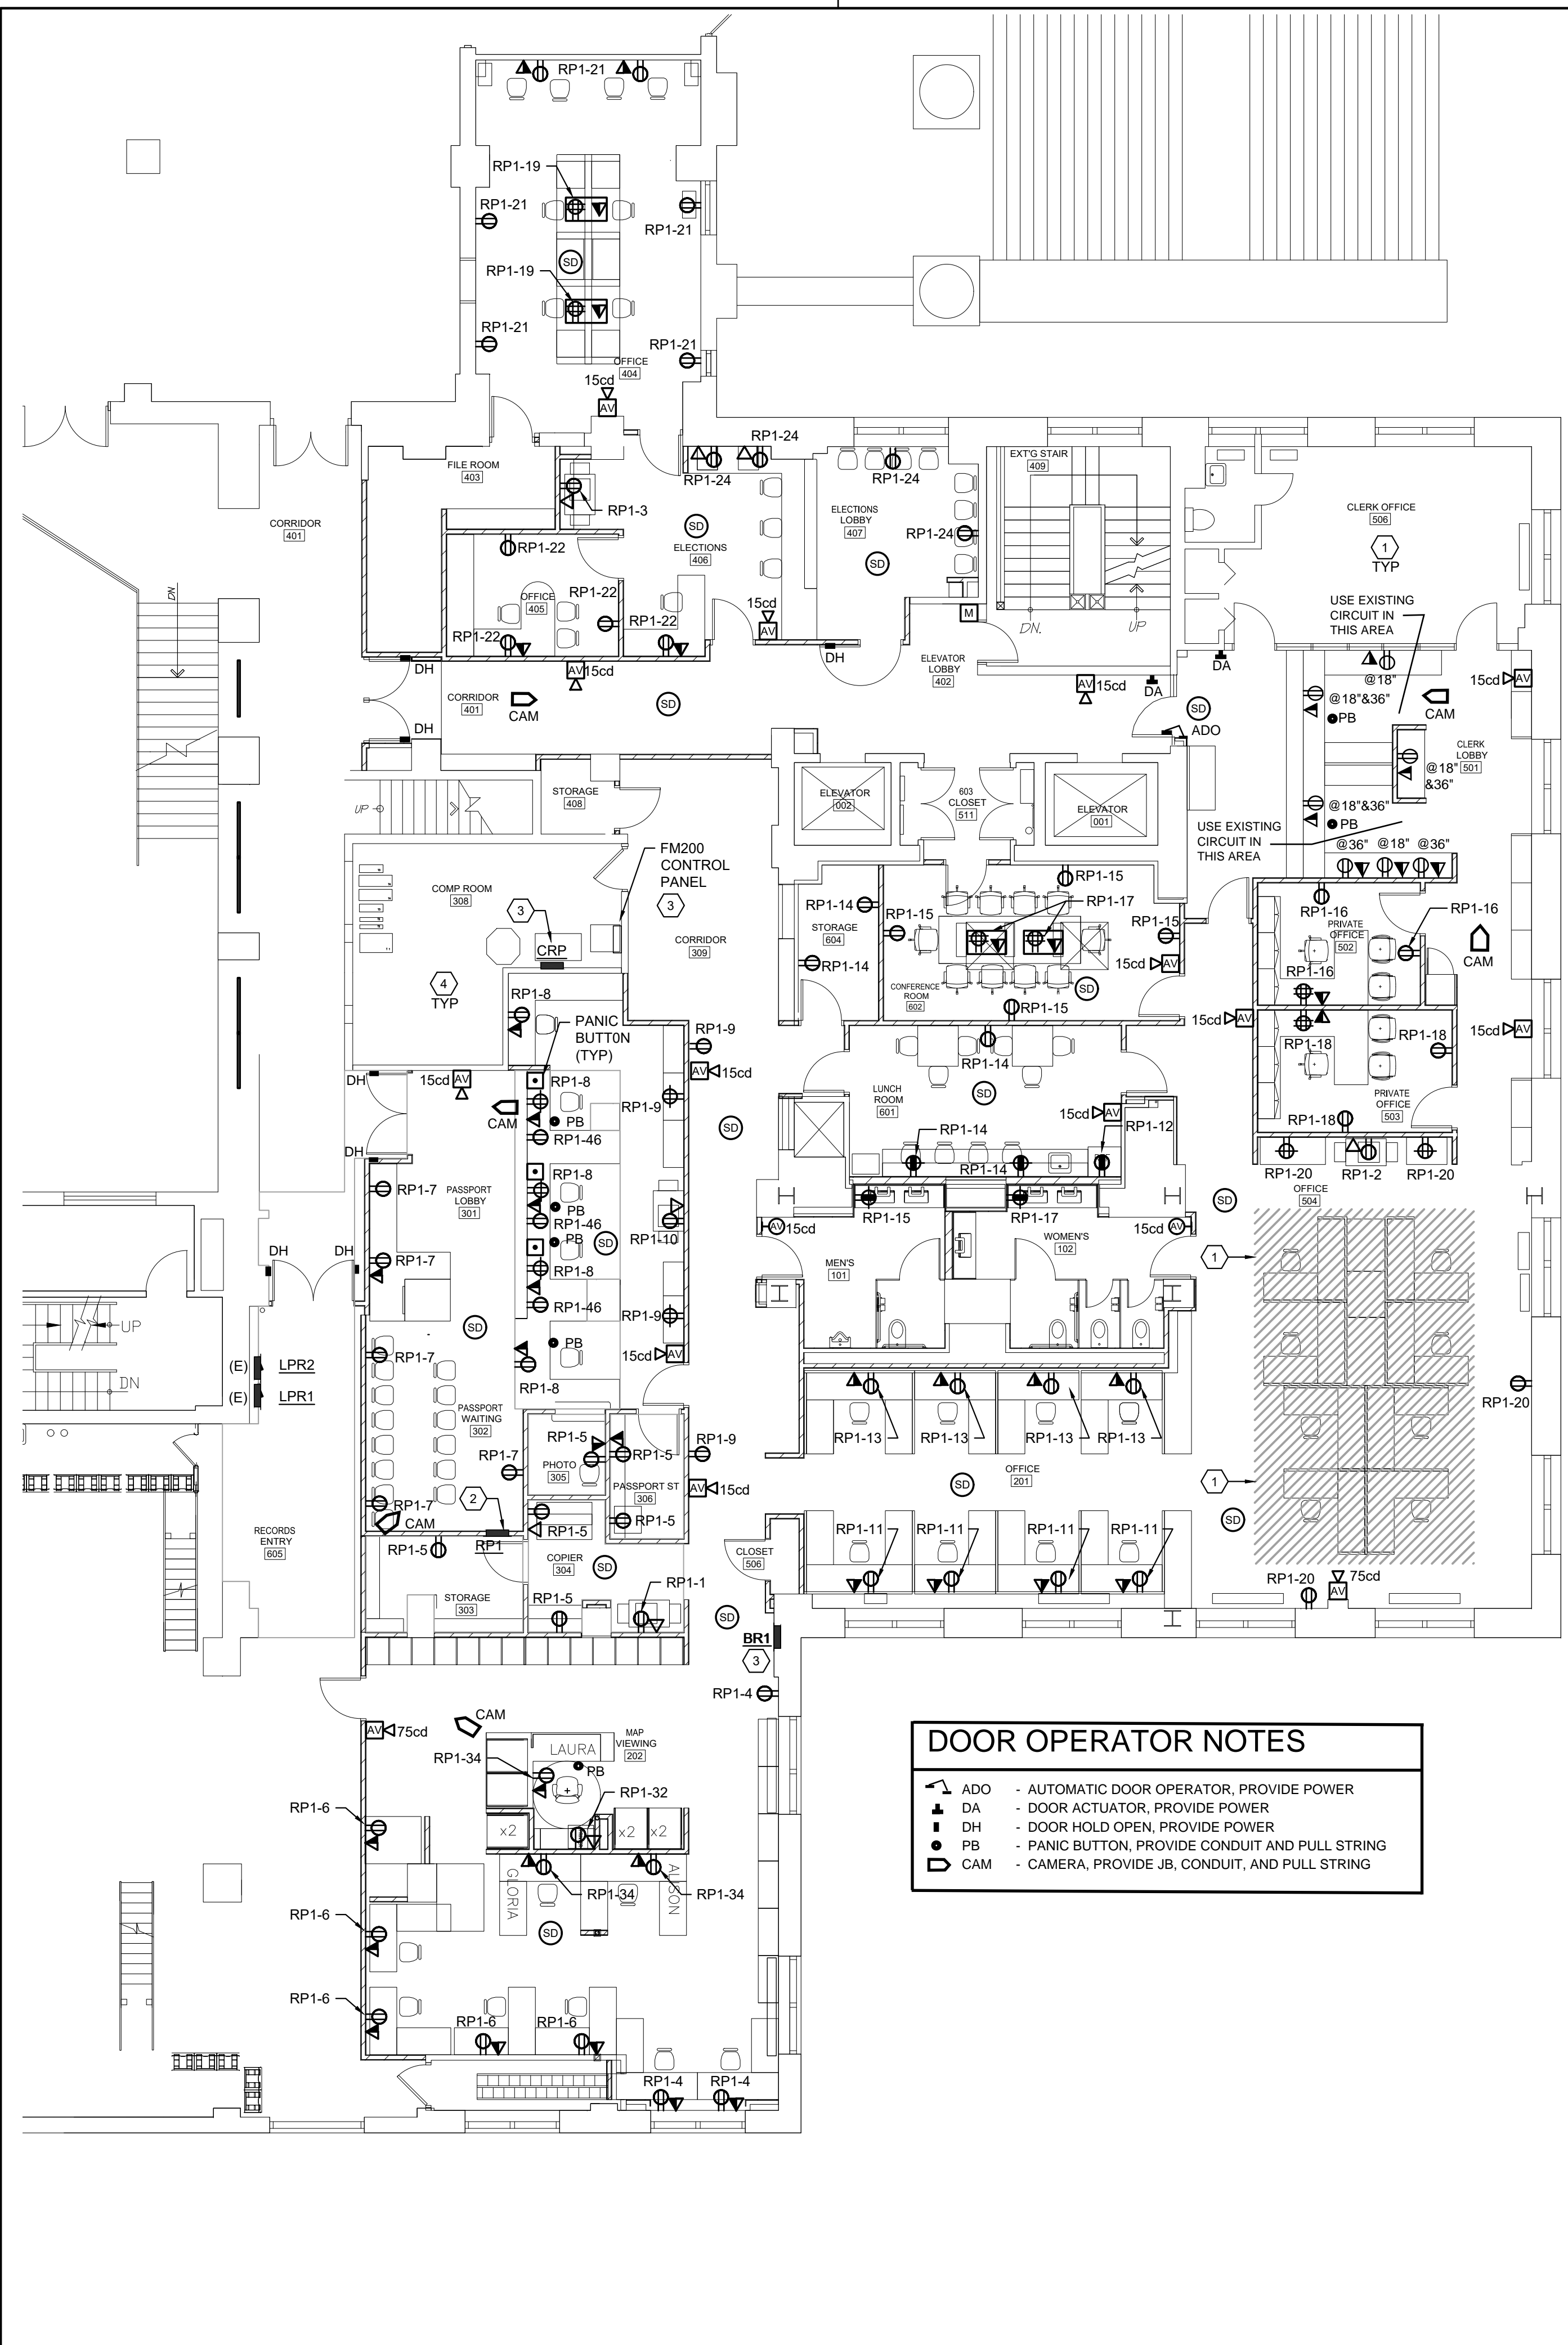 RP1-21
RP1-19
RP1-21
RP1-21
SD
RP1-19
RP1-21
RP1-21
OFFICE
404
15cd
AV
RP1-24
FILE ROOM
403
RP1-24
RP1-24
EXT'G STAIR
409
RP1-3
ELECTIONS
LOBBY
407
CLERK OFFICE
506
1
TYP
CORRIDOR
401
SD
RP1-24
ELECTIONS
406
RP1-22
SD
DN
OFFICE
405
RP1-22
RP1-22
RP1-22
15cd
AV
M
DN.
UP
USE EXISTING
CIRCUIT IN
THIS AREA
DH
DH
AV
15cd
ELEVATOR
LOBBY
402
DA
DA
AV
15cd
@18"
@18"&36"
PB
CAM
15cd
AV
CORRIDOR
401
CAM
SD
SD
ADO
DH
CLERK
LOBBY
501
@18"
&36"
STORAGE
408
UP
ELEVATOR
002
603
CLOSET
511
ELEVATOR
001
@18"&36"
PB
USE EXISTING
CIRCUIT IN
THIS AREA
@36"
@18"
@36"
FM200
CONTROL
PANEL
3
COMP ROOM
308
3
CRP
CORRIDOR
309
RP1-15
RP1-14
RP1-17
RP1-15
RP1-15
STORAGE
604
RP1-14
15cd
AV
CONFERENCE
ROOM
602
SD
RP1-15
RP1-16
RP1-16
PRIVATE
OFFICE
502
RP1-16
CAM
4
TYP
RP1-8
PANIC
BUTT0N
(TYP)
RP1-9
AV
15cd
RP1-14
15cd
AV
RP1-18
RP1-18
15cd
AV
DH
15cd
AV
CAM
RP1-8
PB
RP1-9
RP1-46
SD
LUNCH
ROOM
601
SD
15cd
AV
RP1-12
RP1-14
RP1-14
PRIVATE
OFFICE
503
RP1-18
DH
RP1-7
PASSPORT
LOBBY
301
RP1-8
PB
RP1-46
PB
SD
RP1-10
RP1-20
RP1-2
RP1-20
OFFICE
504
SD
RP1-15
RP1-17
AV
15cd
15cd
AV
DH
DH
RP1-7
RP1-8
RP1-46
RP1-9
MEN'S
101
WOMEN'S
102
1
SD
UP
DN
(E)
LPR2
(E)
LPR1
RP1-7
PB
RP1-8
15cd
AV
RP1-20
PASSPORT
WAITING
302
RP1-13
RP1-13
RP1-13
RP1-13
RP1-7
RP1-5
PHOTO
305
RP1-5
RP1-9
PASSPORT ST
306
AV
15cd
SD
OFFICE
201
1
RP1-7
CAM
2
RP1
RP1-5
RP1-5
RP1-11
RP1-11
RP1-11
RP1-11
SD
RECORDS
ENTRY
605
RP1-5
COPIER
304
SD
CLOSET
506
STORAGE
303
RP1-5
RP1-1
SD
RP1-20
75cd
AV
BR1
3
RP1-4
AV
75cd
CAM
MAP
VIEWING
202
LAURA
RP1-34
PB
RP1-32
RP1-6
x2
x2
x2
GLORIA
RP1-34
ALISON
RP1-34
RP1-6
SD
RP1-6
RP1-6
RP1-6
RP1-4
RP1-4
DOOR OPERATOR NOTES
ADO - AUTOMATIC DOOR OPERATOR, PROVIDE POWER
DA - DOOR ACTUATOR, PROVIDE POWER
DH - DOOR HOLD OPEN, PROVIDE POWER
PB - PANIC BUTTON, PROVIDE CONDUIT AND PULL STRING
CAM - CAMERA, PROVIDE JB, CONDUIT, AND PULL STRING